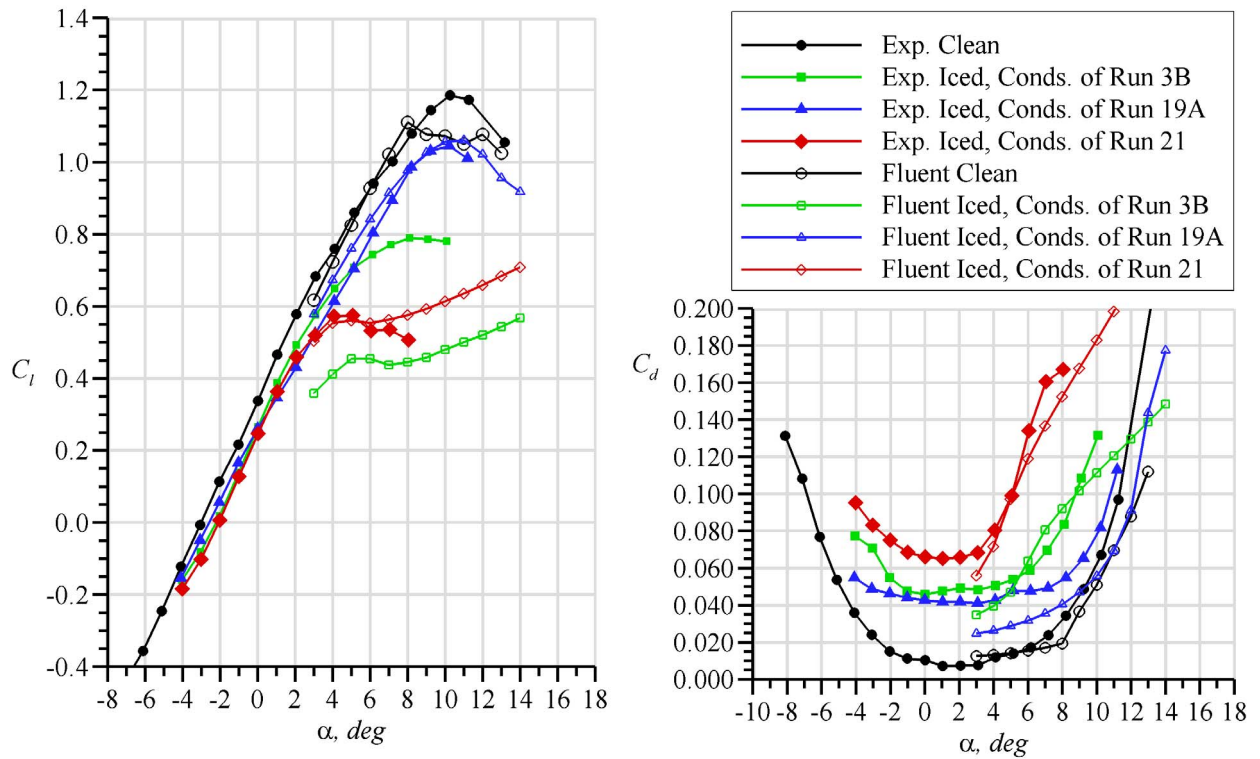 1.4
1.2
1.0
0.8
0.6
0.4
0.2
0.0
-0.2
-0.4
C_l
-8 -6 -4 -2 0 2 4 6 8 10 12 14 16 18
α, deg
Exp. Clean
Exp. Iced, Conds. of Run 3B
Exp. Iced, Conds. of Run 19A
Exp. Iced, Conds. of Run 21
Fluent Clean
Fluent Iced, Conds. of Run 3B
Fluent Iced, Conds. of Run 19A
Fluent Iced, Conds. of Run 21
0.200
0.180
0.160
0.140
0.120
0.100
0.080
0.060
0.040
0.020
0.000
C_d
-10 -8 -6 -4 -2 0 2 4 6 8 10 12 14 16 18
α, deg